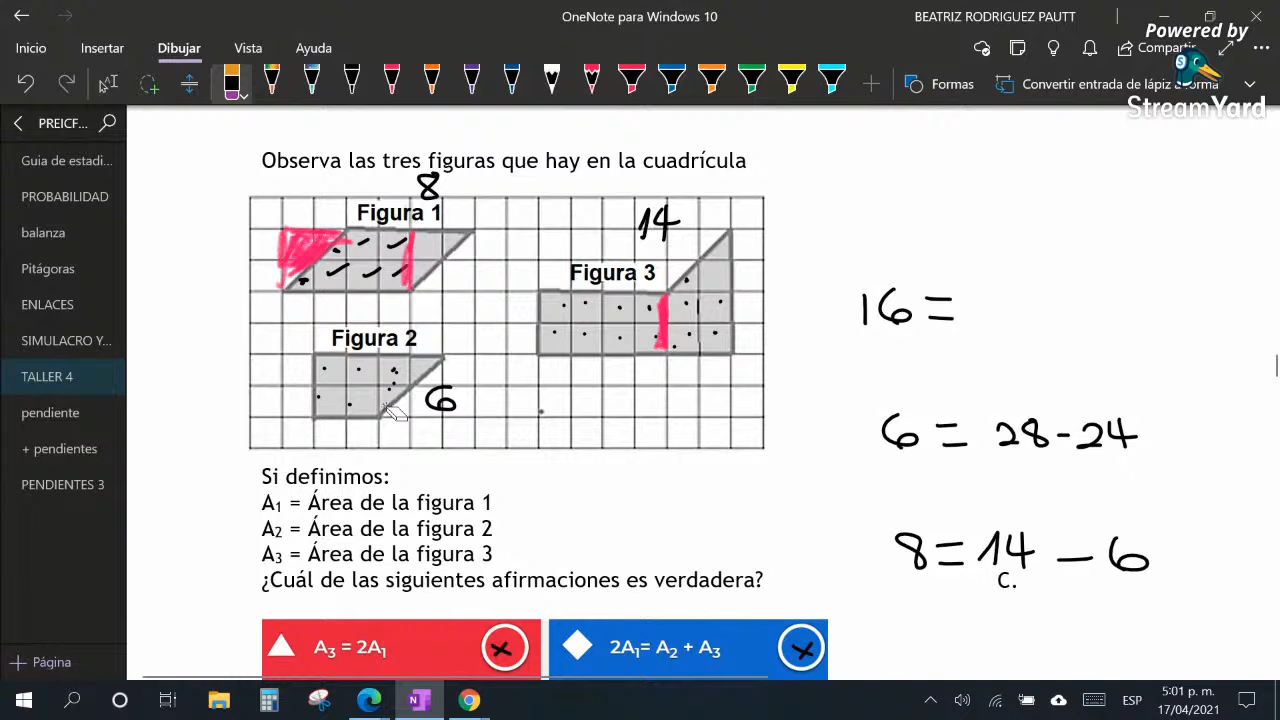 OneNote para Windows 10
BEATRIZ RODRIGUEZ PAUTT
Powered by
StreamYard
Inicio
Insertar
Dibujar
Vista
Ayuda
Compartir
Formas
Convertir entrada de lápiz a forma
PREICF...
Guia de estadi...
PROBABILIDAD
balanza
Pitágoras
ENLACES
SIMULACRO Y...
TALLER 4
pendiente
+ pendientes
PENDIENTES 3
Página
Observa las tres figuras que hay en la cuadrícula
8
Figura 1
14
Figura 3
Figura 2
6
16 =
6 = 28 - 24
8 = 14 - 6
C.
Si definimos:
A1 = Área de la figura 1
A2 = Área de la figura 2
A3 = Área de la figura 3
¿Cuál de las siguientes afirmaciones es verdadera?
A3 = 2A1
2A1= A2 + A3
ESP
5:01 p. m.
17/04/2021